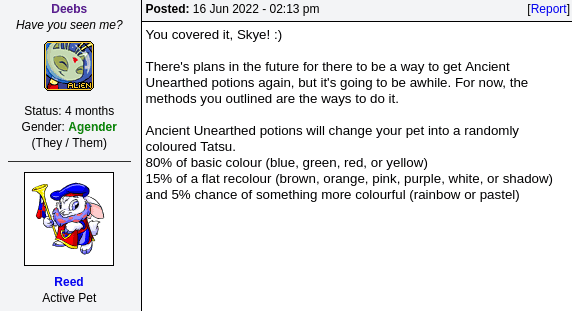 Deebs
Have you seen me?
ALiEN
Status: 4 months
Gender: Agender
(They / Them)
Reed
Active Pet
Posted: 16 Jun 2022 - 02:13 pm [Report]
You covered it, Skye! :)
There's plans in the future for there to be a way to get Ancient
Unearthed potions again, but it's going to be awhile. For now, the
methods you outlined are the ways to do it.
Ancient Unearthed potions will change your pet into a randomly
coloured Tatsu.
80% of basic colour (blue, green, red, or yellow)
15% of a flat recolour (brown, orange, pink, purple, white, or shadow)
and 5% chance of something more colourful (rainbow or pastel)